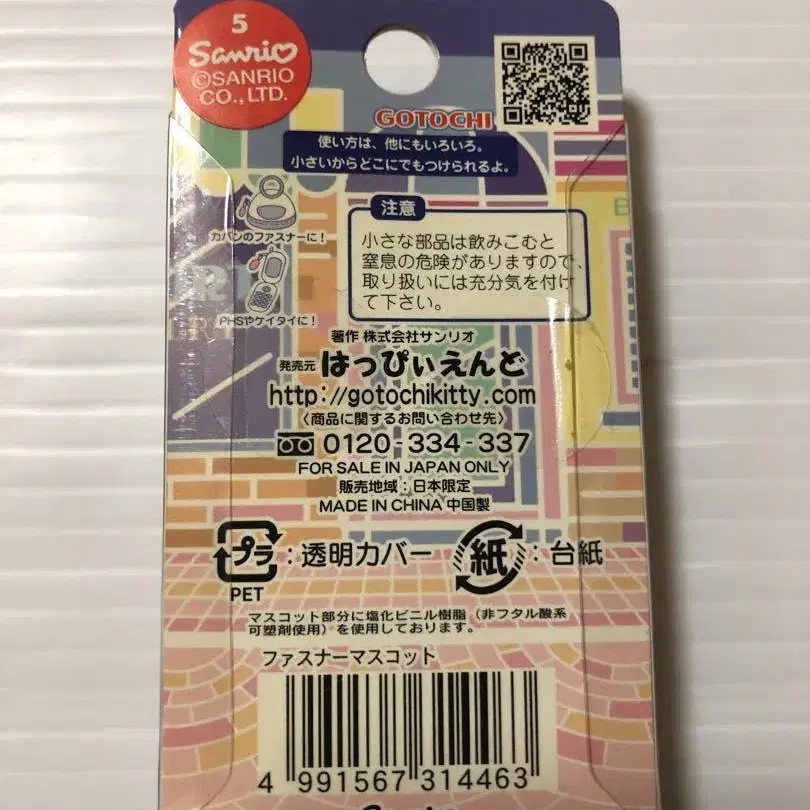 5
Sanrio
©SANRIO
CO., LTD.
GOTOCHI
使い方は、他にもいろいろ。
小さいからどこにでもつけられるよ。
カバンのファスナーに!
PHSやケイタイに!
注意
小さな部品は飲みこむと
窒息の危険がありますので、
取り扱いには充分気を付け
て下さい。
著作 株式会社サンリオ
発売元 はっぴぃえんど
http://gotochikitty.com
〈商品に関するお問い合わせ先〉
0120-334-337
FOR SALE IN JAPAN ONLY
販売地域:日本限定
MADE IN CHINA 中国製
プラ:透明カバー 紙:台紙
PET
マスコット部分に塩化ビニル樹脂(非フタル酸系
可塑剤使用)を使用しております。
ファスナーマスコット
4 991567 314463
Sanrio